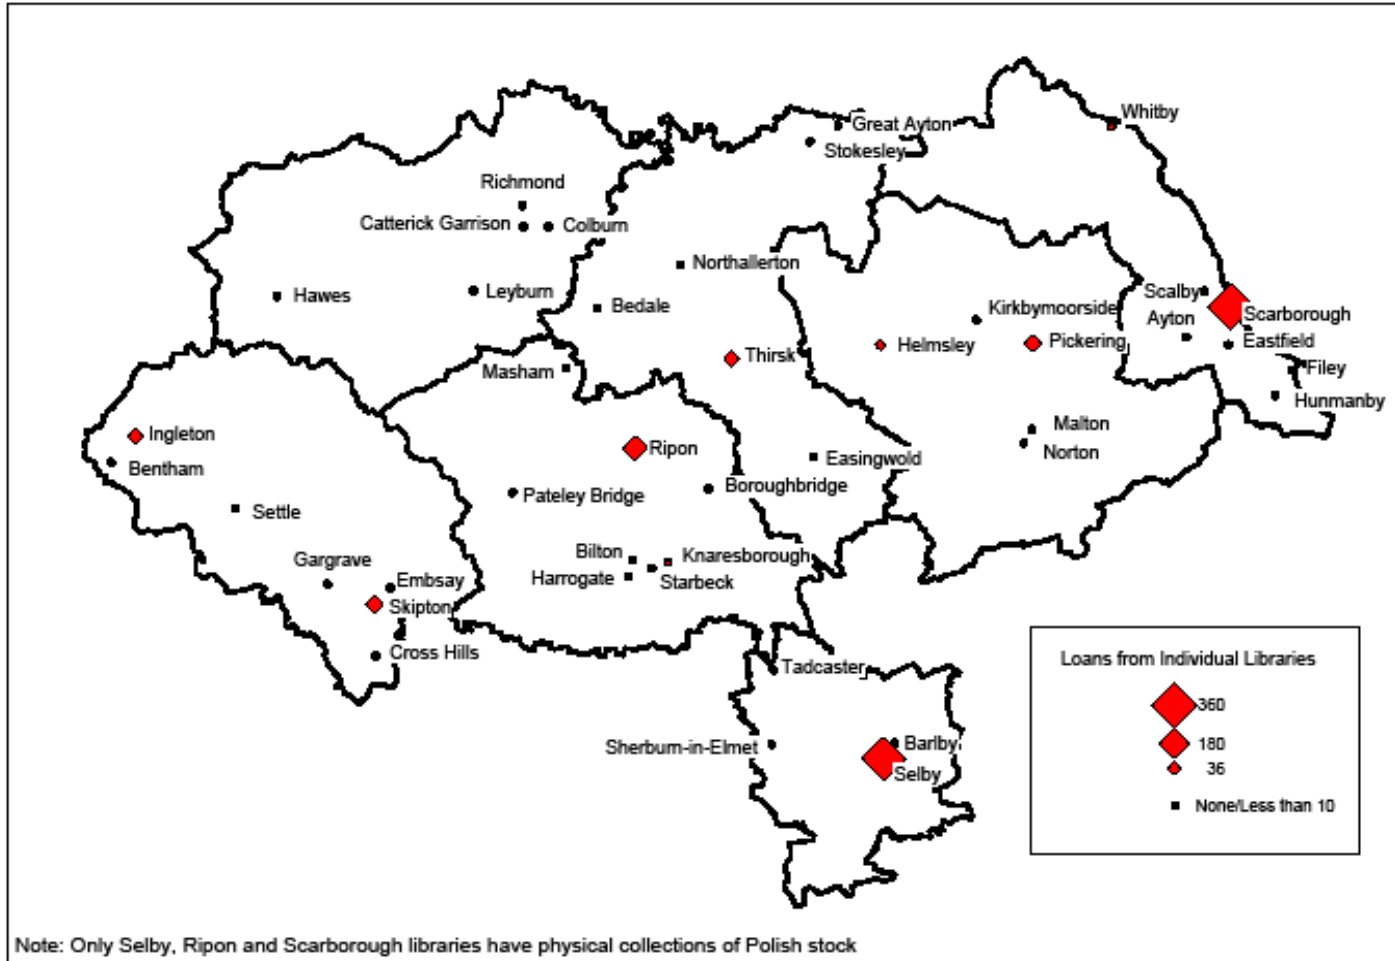 Whitby
Great Ayton
Stokesley
Richmond
Catterick Garrison
Colburn
Northallerton
Hawes
Leyburn
Bedale
Kirkbymoorside
Scalby
Ayton
Scarborough
Eastfield
Thirsk
Helmsley
Pickering
Masham
Filey
Hunmanby
Ingleton
Bentham
Ripon
Malton
Norton
Easingwold
Settle
Pateley Bridge
Boroughbridge
Gargrave
Embsay
Skipton
Cross Hills
Bilton
Knaresborough
Harrogate
Starbeck
Tadcaster
Sherburn-in-Elmet
Barlby
Selby
Loans from Individual Libraries
360
180
36
None/Less than 10
Note: Only Selby, Ripon and Scarborough libraries have physical collections of Polish stock